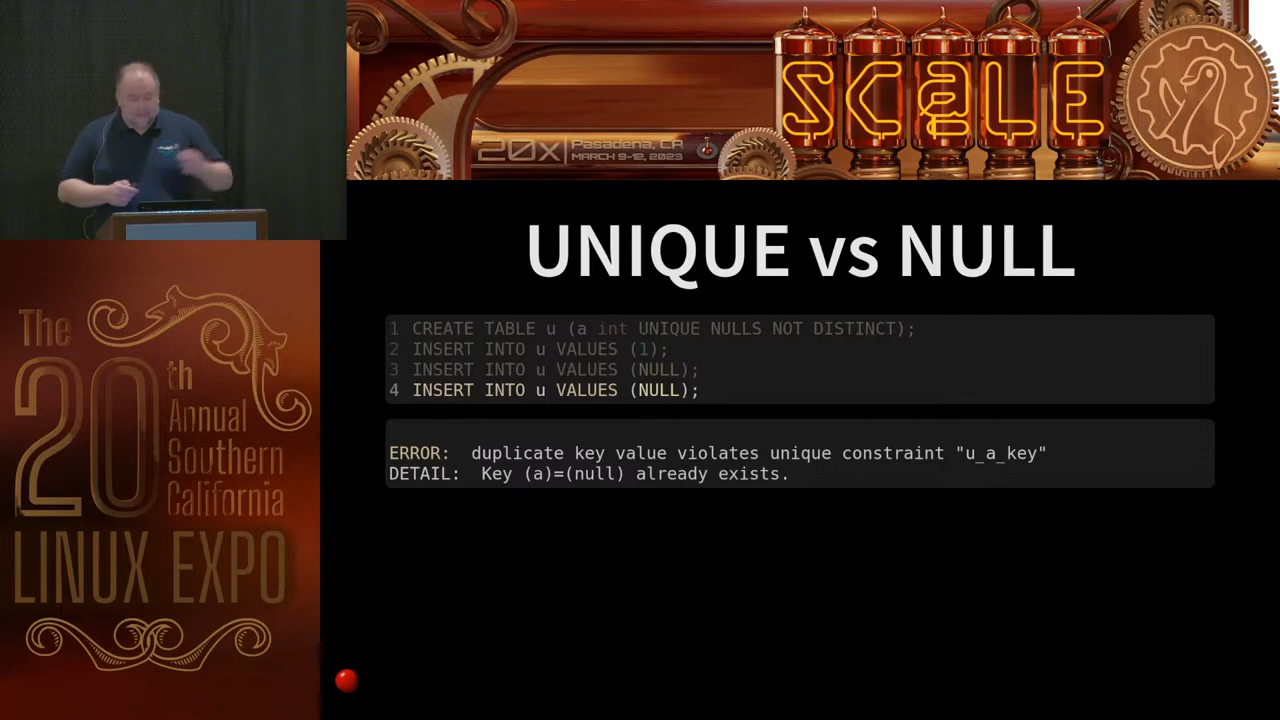 SCaLE
20x
Pasadena, CA
MARCH 9-12, 2023
The
20th
Annual
Southern
California
LINUX EXPO
UNIQUE vs NULL
1 CREATE TABLE u (a int UNIQUE NULLS NOT DISTINCT);
2 INSERT INTO u VALUES (1);
3 INSERT INTO u VALUES (NULL);
4 INSERT INTO u VALUES (NULL);
ERROR:  duplicate key value violates unique constraint "u_a_key"
DETAIL:  Key (a)=(null) already exists.